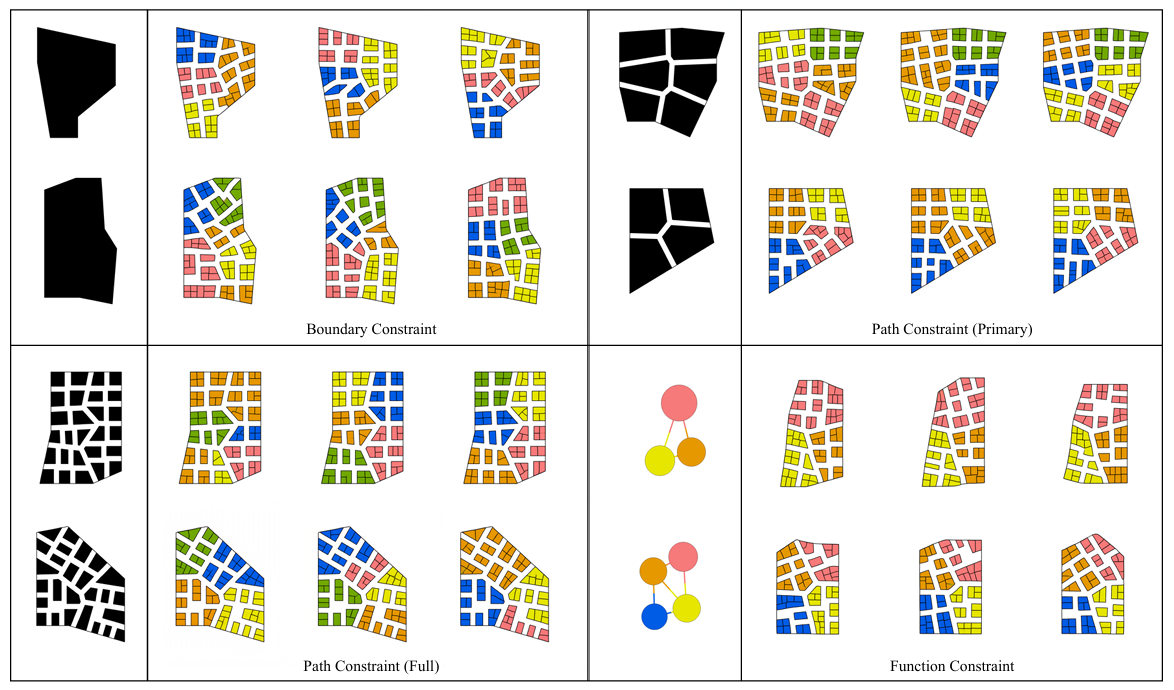 Boundary Constraint
Path Constraint (Primary)
Path Constraint (Full)
Function Constraint